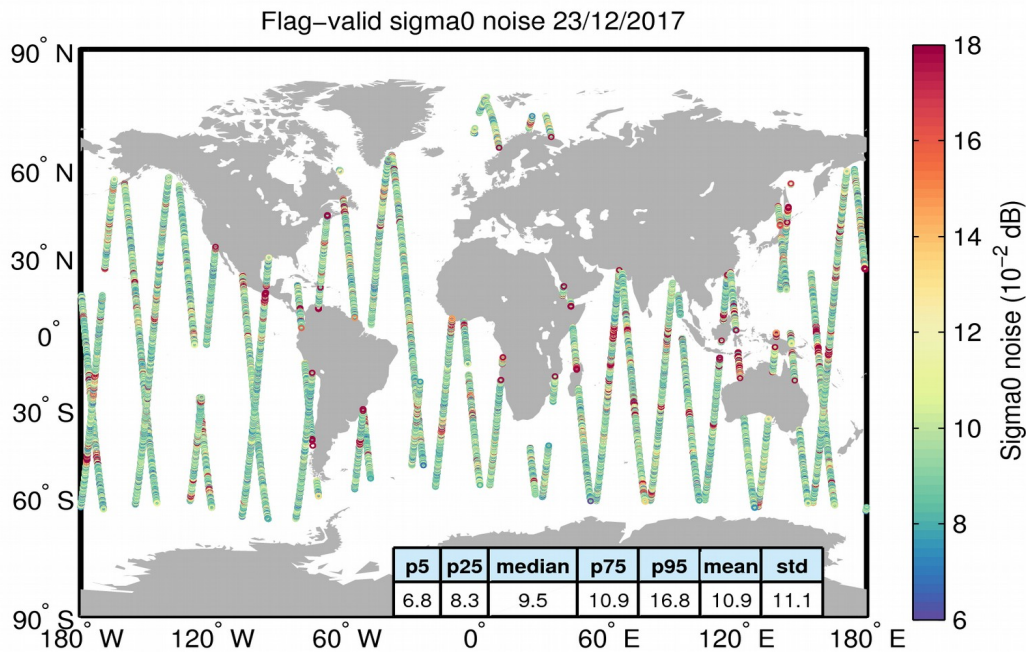 Flag−valid sigma0 noise 23/12/2017
90° N
60° N
30° N
0°
30° S
60° S
90° S
180° W
120° W
60° W
0°
60° E
120° E
180° E
p5 p25 median p75 p95 mean std
6.8 8.3 9.5 10.9 16.8 10.9 11.1
18
16
14
12
10
8
6
Sigma0 noise (10⁻² dB)